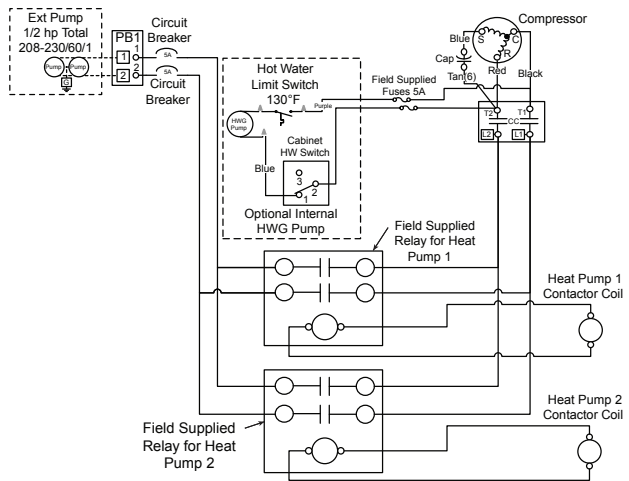 Ext Pump
1/2 hp Total
208-230/60/1
Pump
Pump
G
PB1
1
1
2
2
Circuit
Breaker
5A
5A
Circuit
Breaker
Hot Water
Limit Switch
130°F
Purple
HWG
Pump
Blue
Cabinet
HW Switch
3
2
1
Optional Internal
HWG Pump
Field Supplied
Fuses 5A
Compressor
Blue
S
C
R
Cap
Tan(6)
Red
Black
T2
T1
CC
L2
L1
Field Supplied
Relay for Heat
Pump 1
Heat Pump 1
Contactor Coil
Heat Pump 2
Contactor Coil
Field Supplied
Relay for Heat
Pump 2